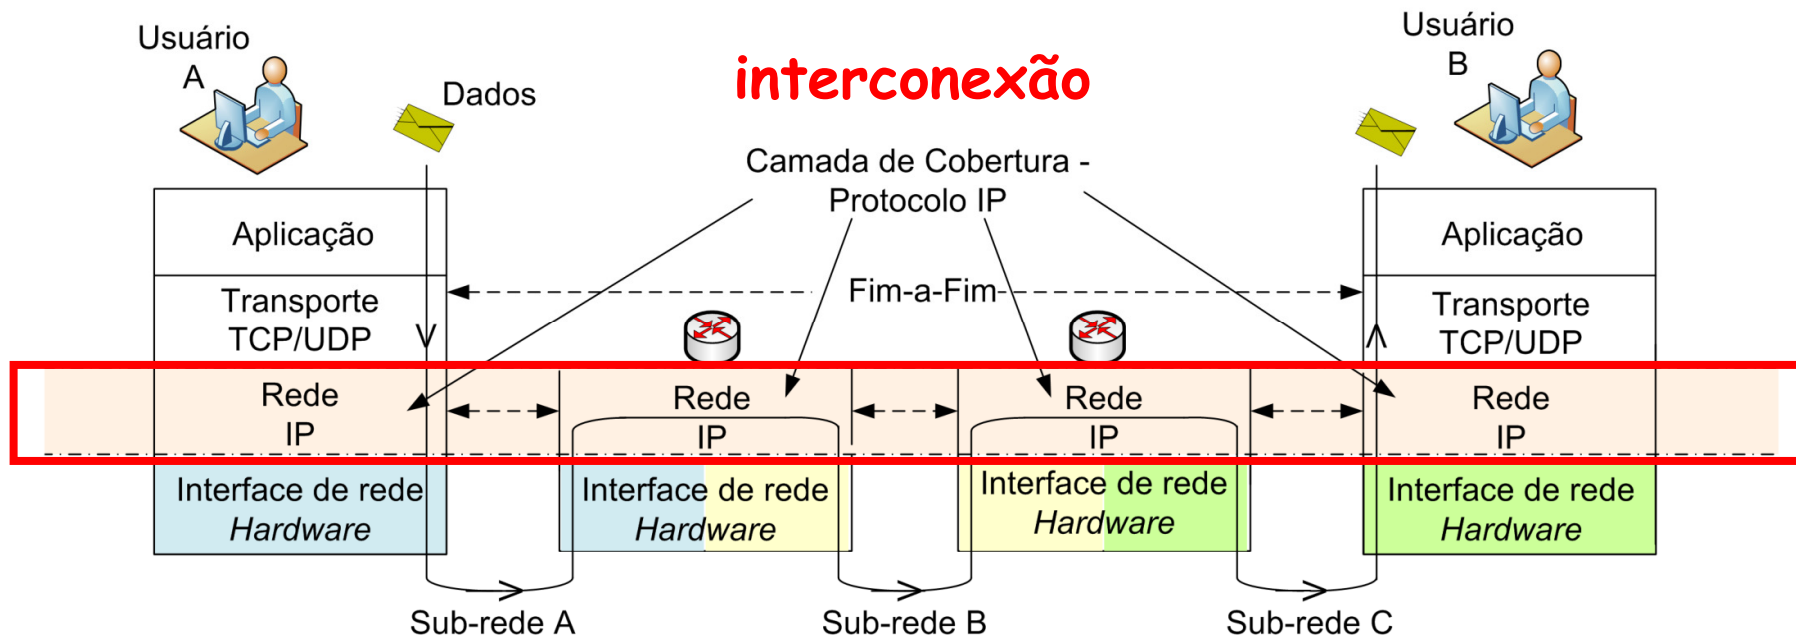 Usuário
A
Dados
interconexão
Usuário
B
Camada de Cobertura -
Protocolo IP
Aplicação
Aplicação
Fim-a-Fim
Transporte
TCP/UDP
Transporte
TCP/UDP
Rede
IP
Rede
IP
Rede
IP
Rede
IP
Interface de rede
Hardware
Interface de rede
Hardware
Interface de rede
Hardware
Interface de rede
Hardware
Sub-rede A
Sub-rede B
Sub-rede C